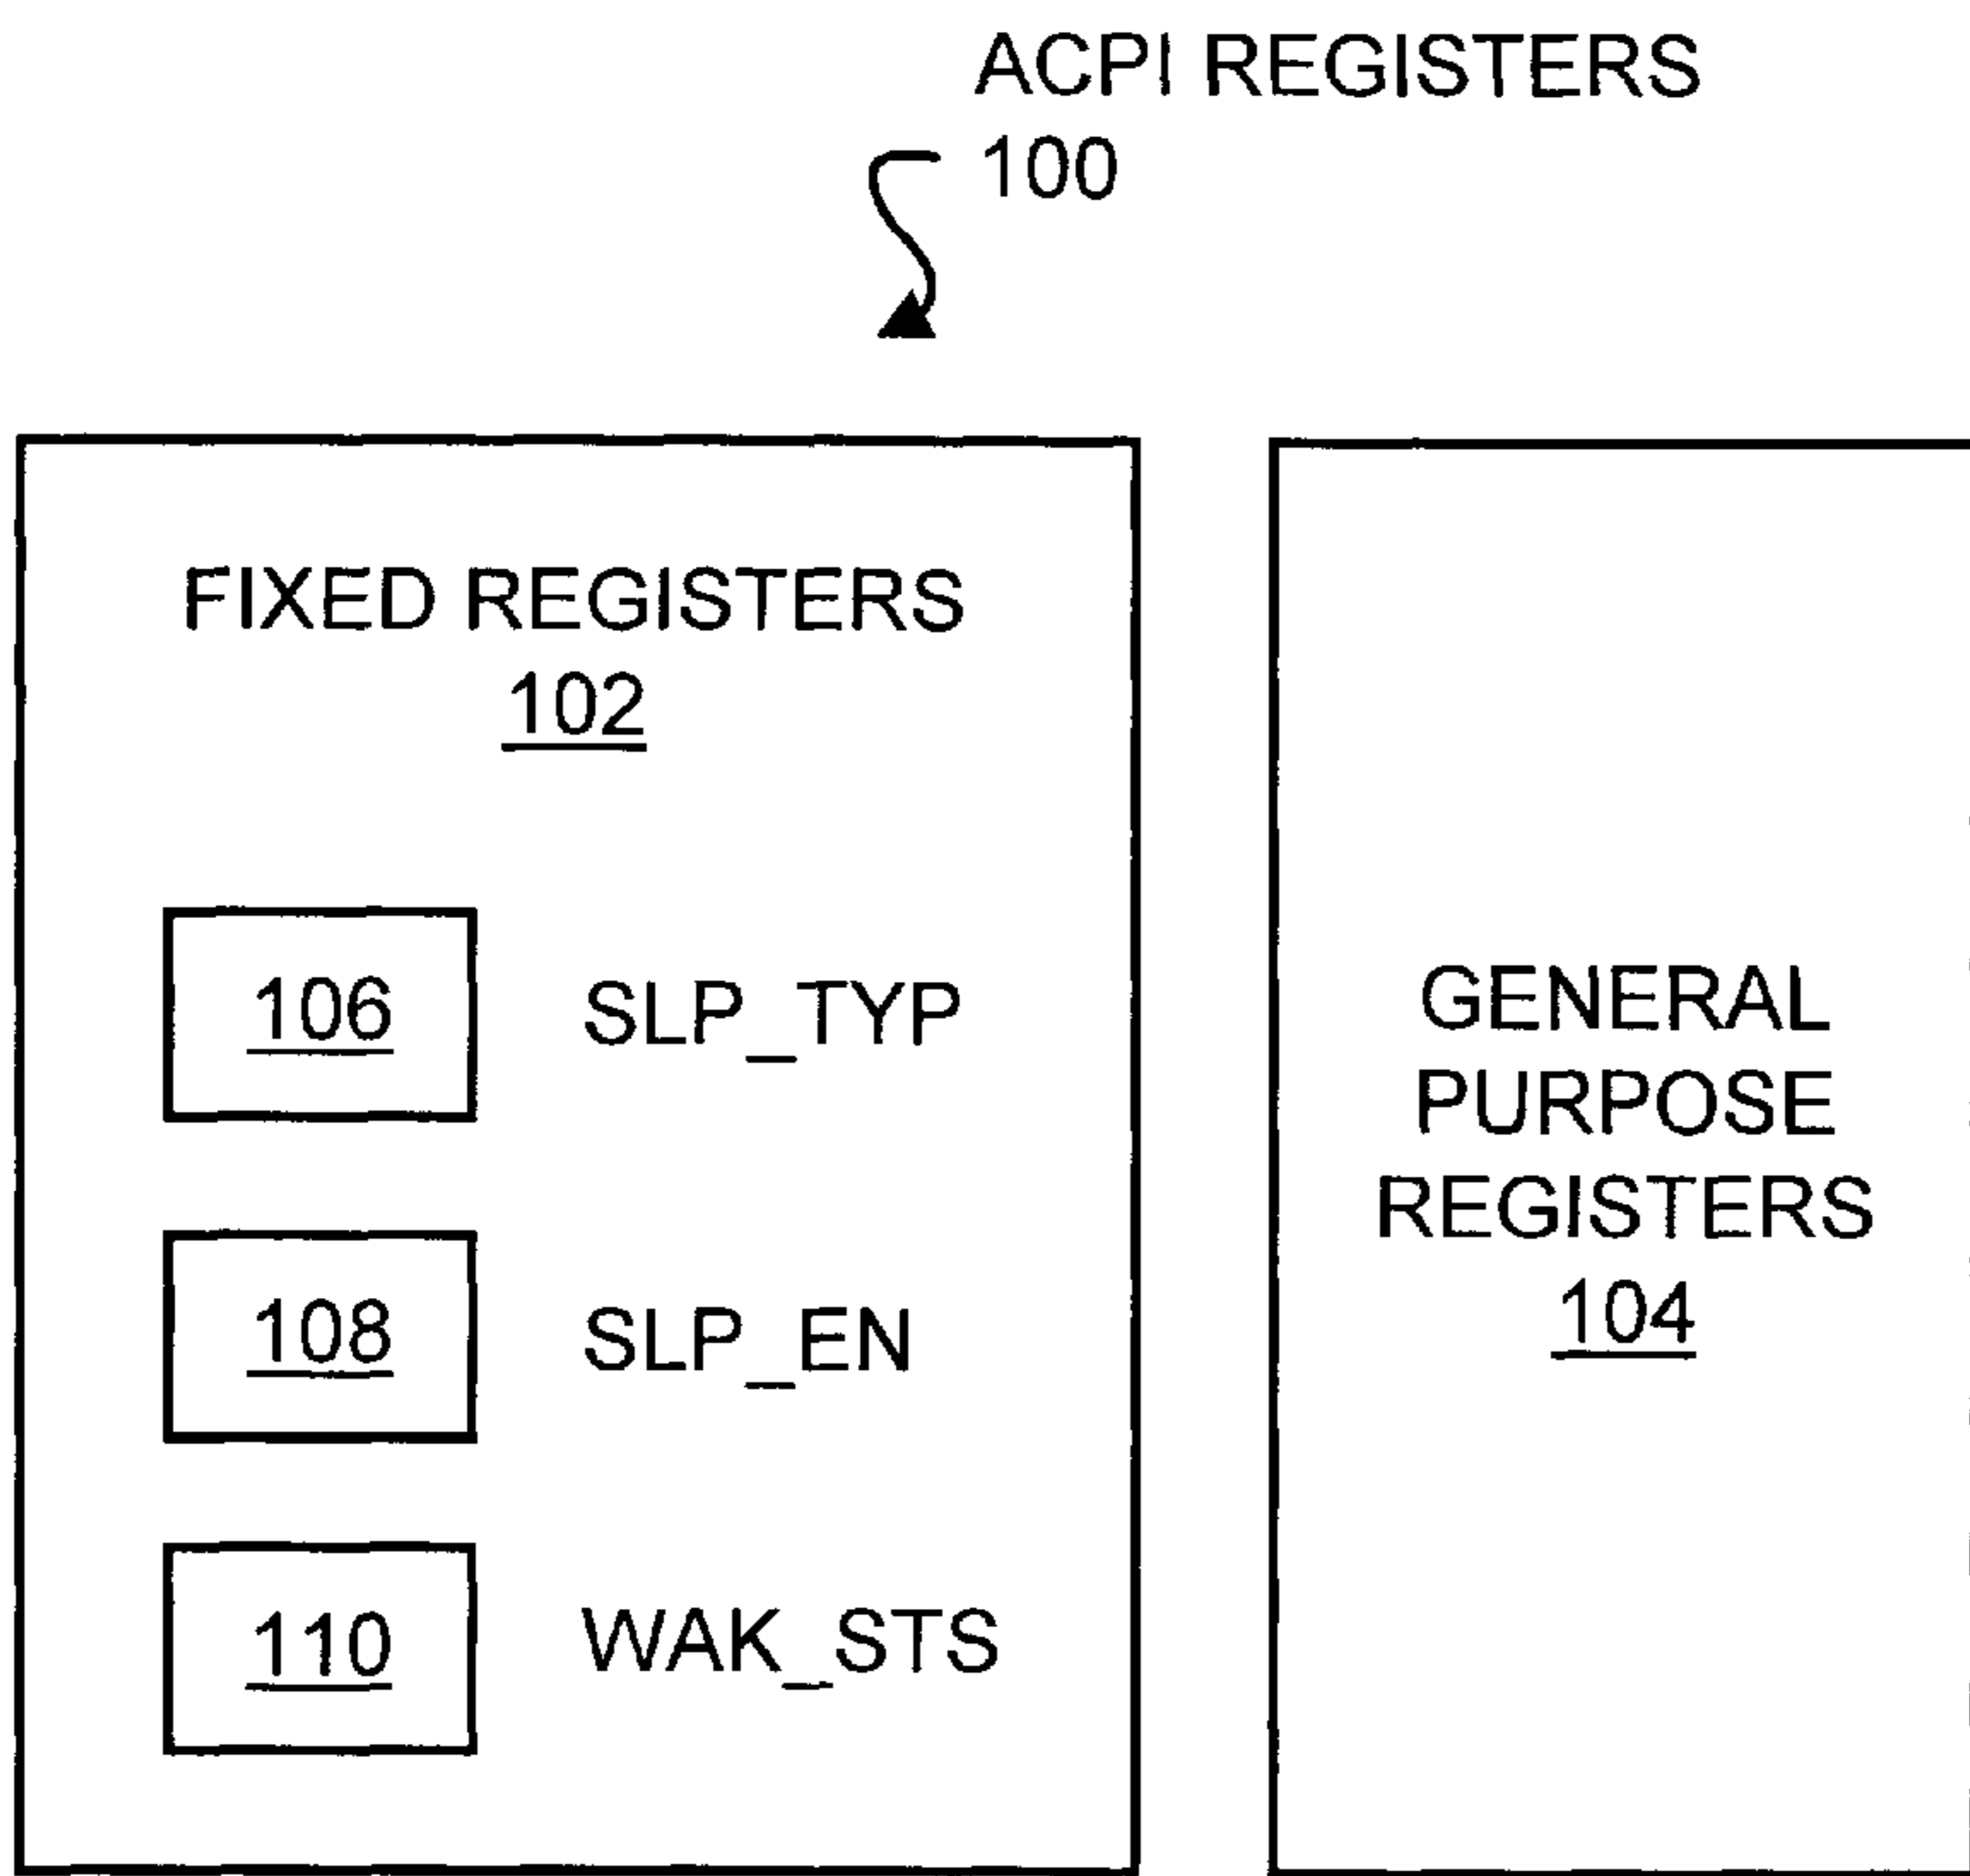 ACPI REGISTERS
100
FIXED REGISTERS
102
106 SLP_TYP
108 SLP_EN
110 WAK_STS
GENERAL
PURPOSE
REGISTERS
104